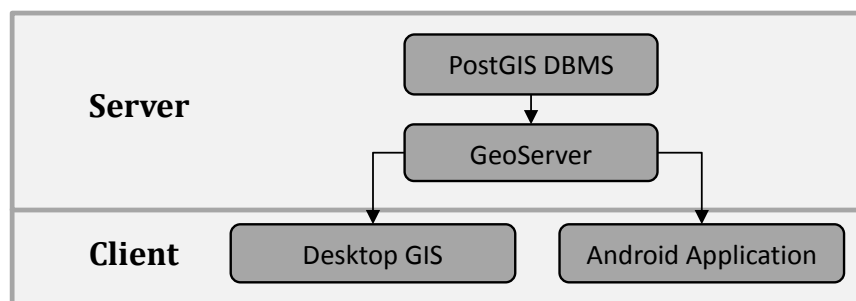 PostGIS DBMS
Server
GeoServer
Client
Desktop GIS
Android Application